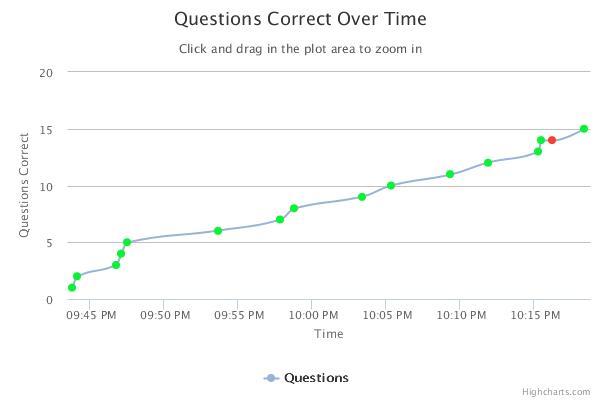 Questions Correct Over Time
Click and drag in the plot area to zoom in
Questions Correct
20
15
10
5
0
09:45 PM 09:50 PM 09:55 PM 10:00 PM 10:05 PM 10:10 PM 10:15 PM
Time
Questions
Highcharts.com